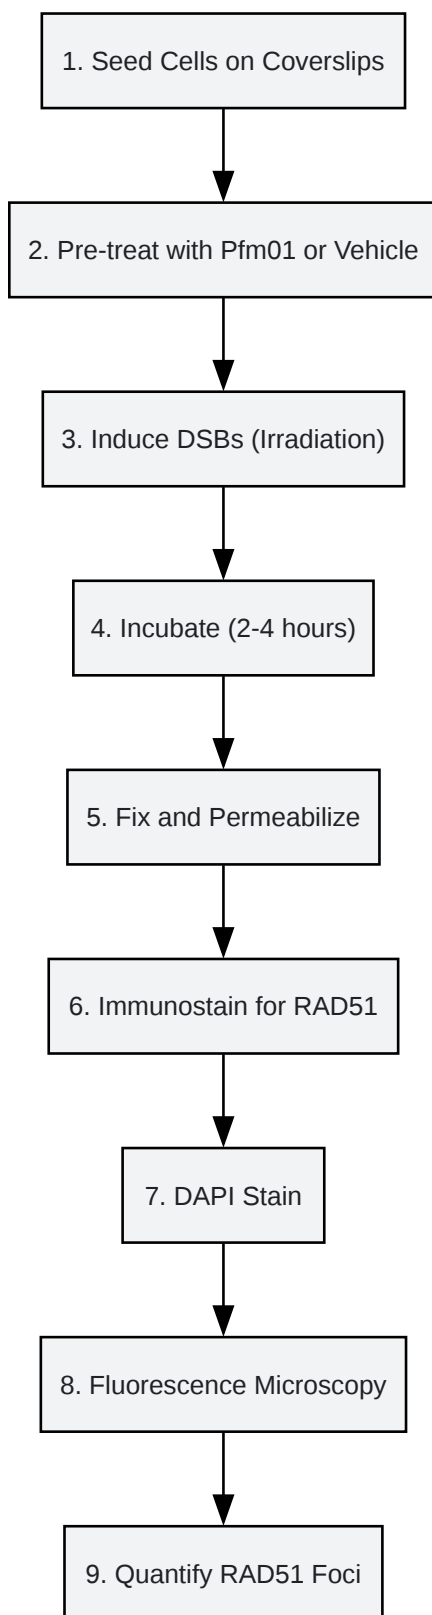 1. Seed Cells on Coverslips
2. Pre-treat with Pfm01 or Vehicle
3. Induce DSBs (Irradiation)
4. Incubate (2-4 hours)
5. Fix and Permeabilize
6. Immunostain for RAD51
7. DAPI Stain
8. Fluorescence Microscopy
9. Quantify RAD51 Foci